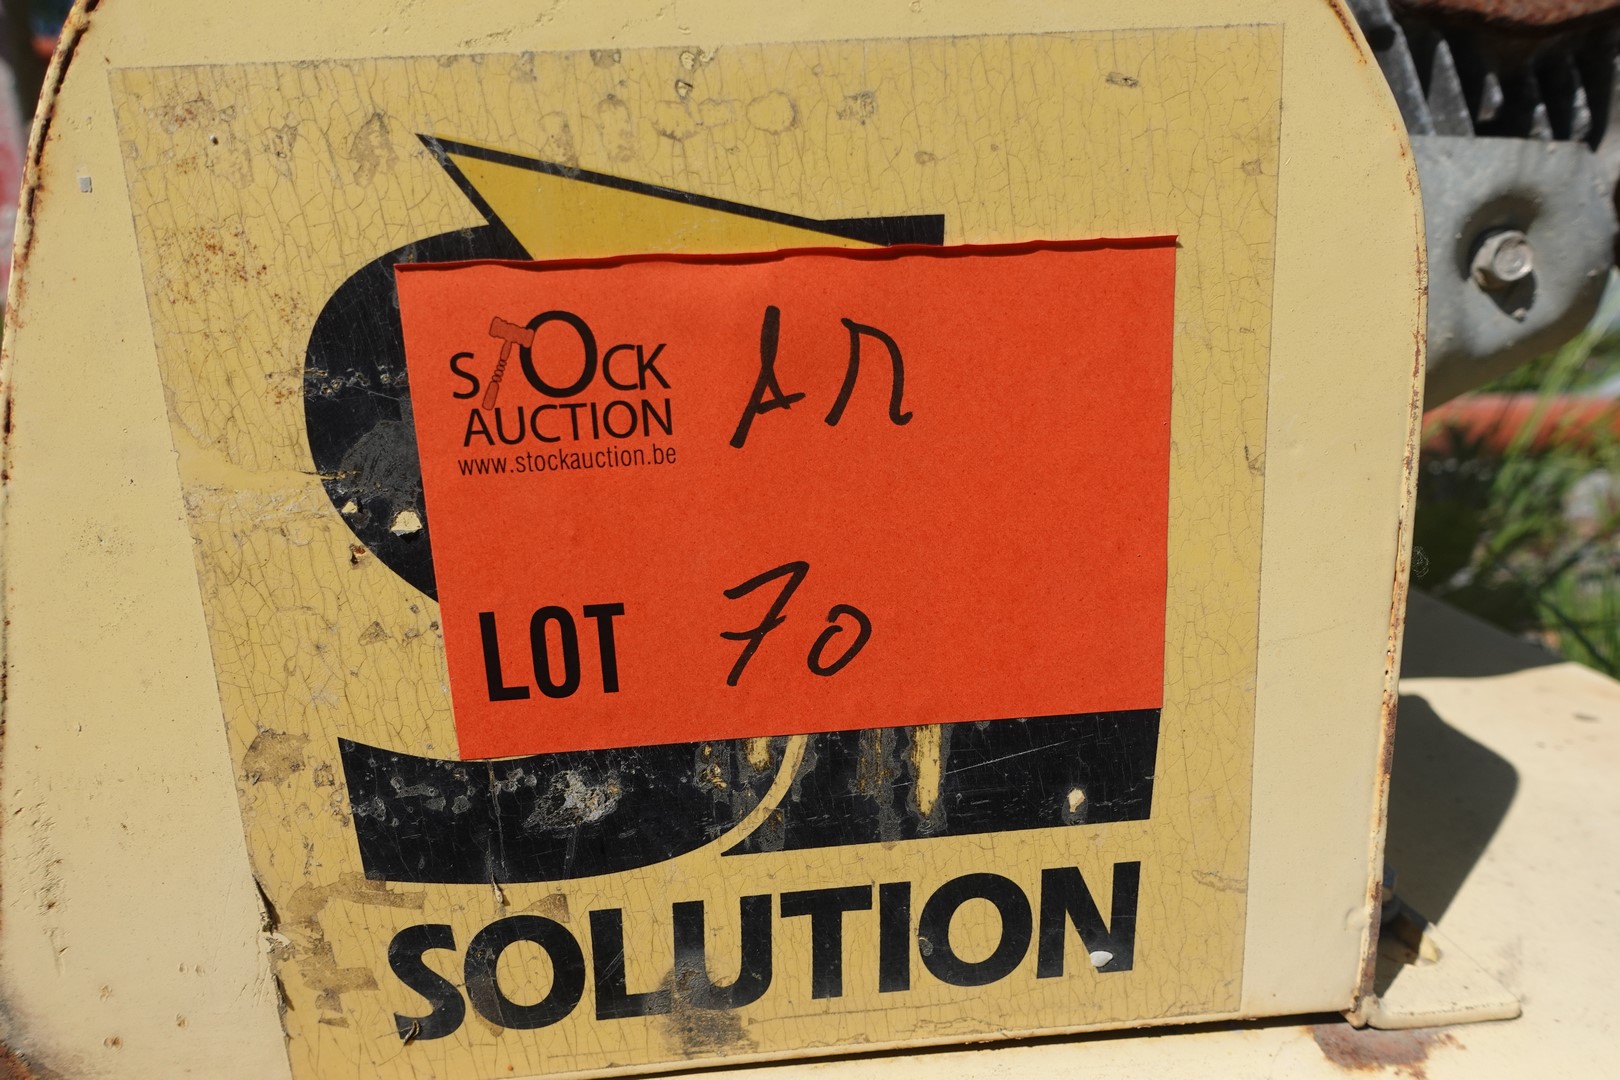 STOCK
AUCTION
www.stockauction.be
LOT 70
SOLUTION